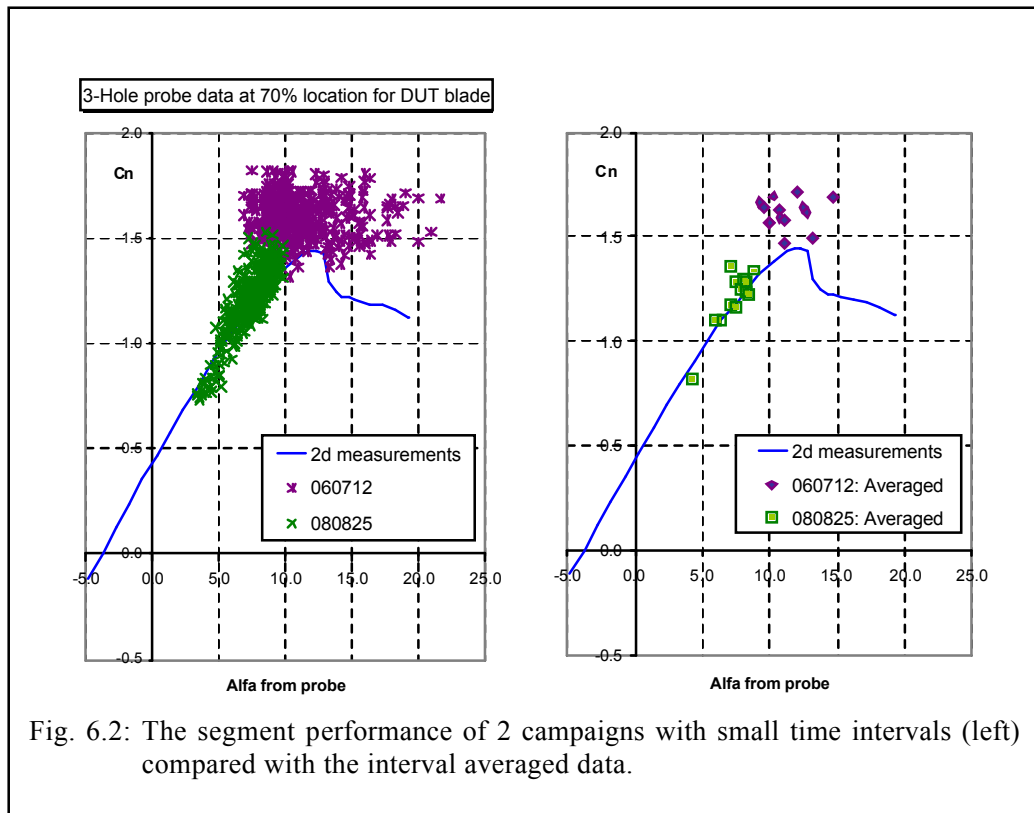 3-Hole probe data at 70% location for DUT blade
2.0
Cn
1.5
1.0
0.5
0.0
-5.0 0.0 5.0 10.0 15.0 20.0 25.0
-0.5
2d measurements
060712
080825
Alfa from probe
2.0
Cn
1.5
1.0
0.5
0.0
-5.0 0.0 5.0 10.0 15.0 20.0 25.0
-0.5
2d measurements
060712: Averaged
080825: Averaged
Alfa from probe
Fig. 6.2: The segment performance of 2 campaigns with small time intervals (left)
compared with the interval averaged data.